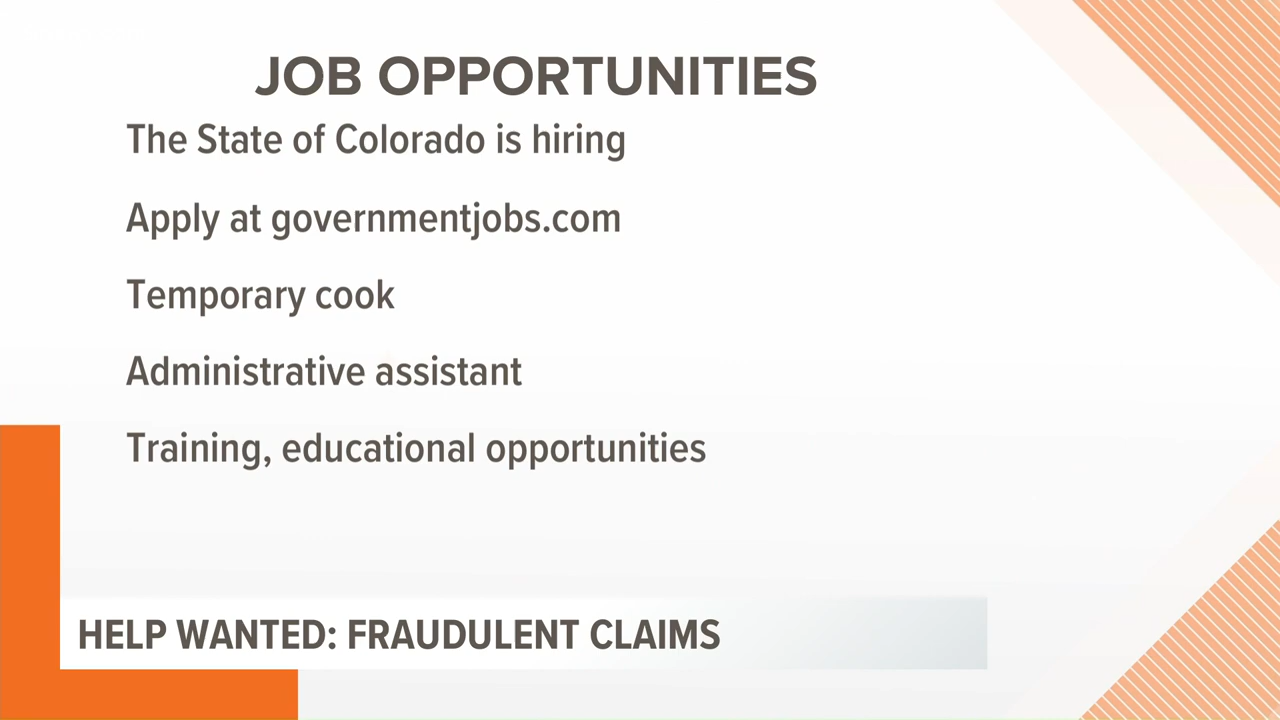 JOB OPPORTUNITIES
The State of Colorado is hiring
Apply at governmentjobs.com
Temporary cook
Administrative assistant
Training, educational opportunities
HELP WANTED: FRAUDULENT CLAIMS